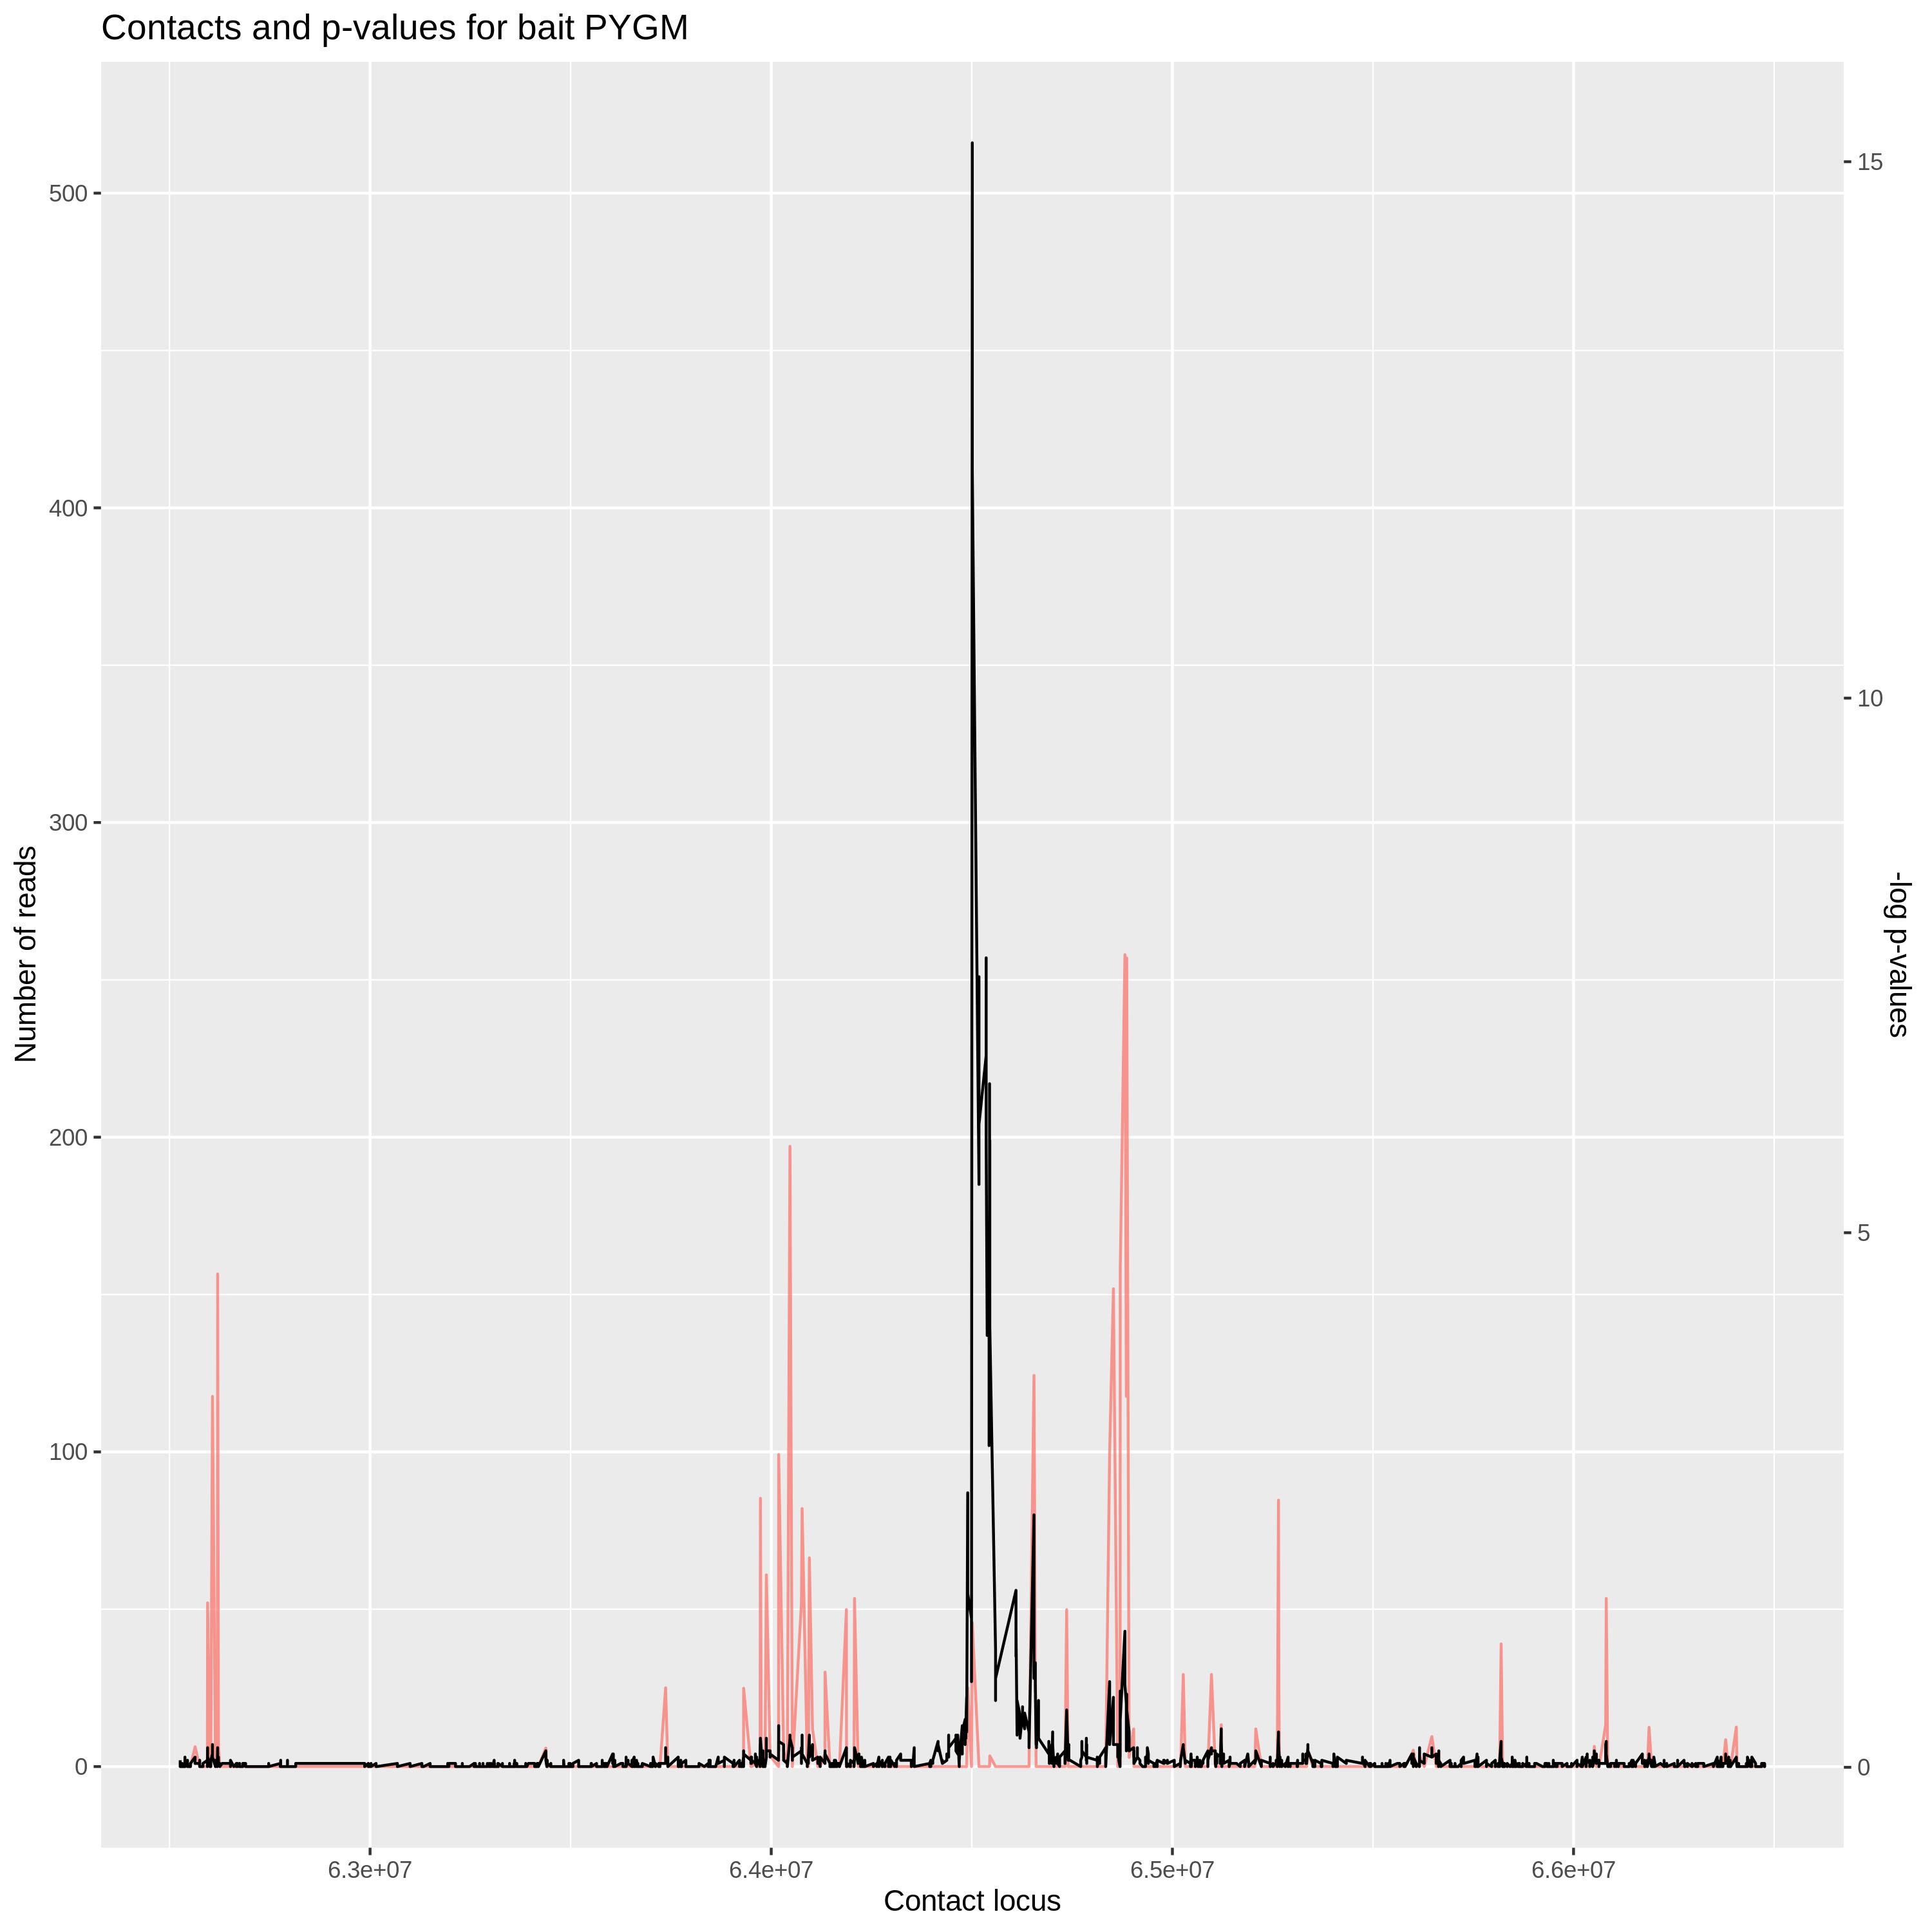 Contacts and p-values for bait PYGM
500
400
300
200
100
0
Number of reads
15
10
5
0
-log p-values
6.3e+07
6.4e+07
6.5e+07
6.6e+07
Contact locus